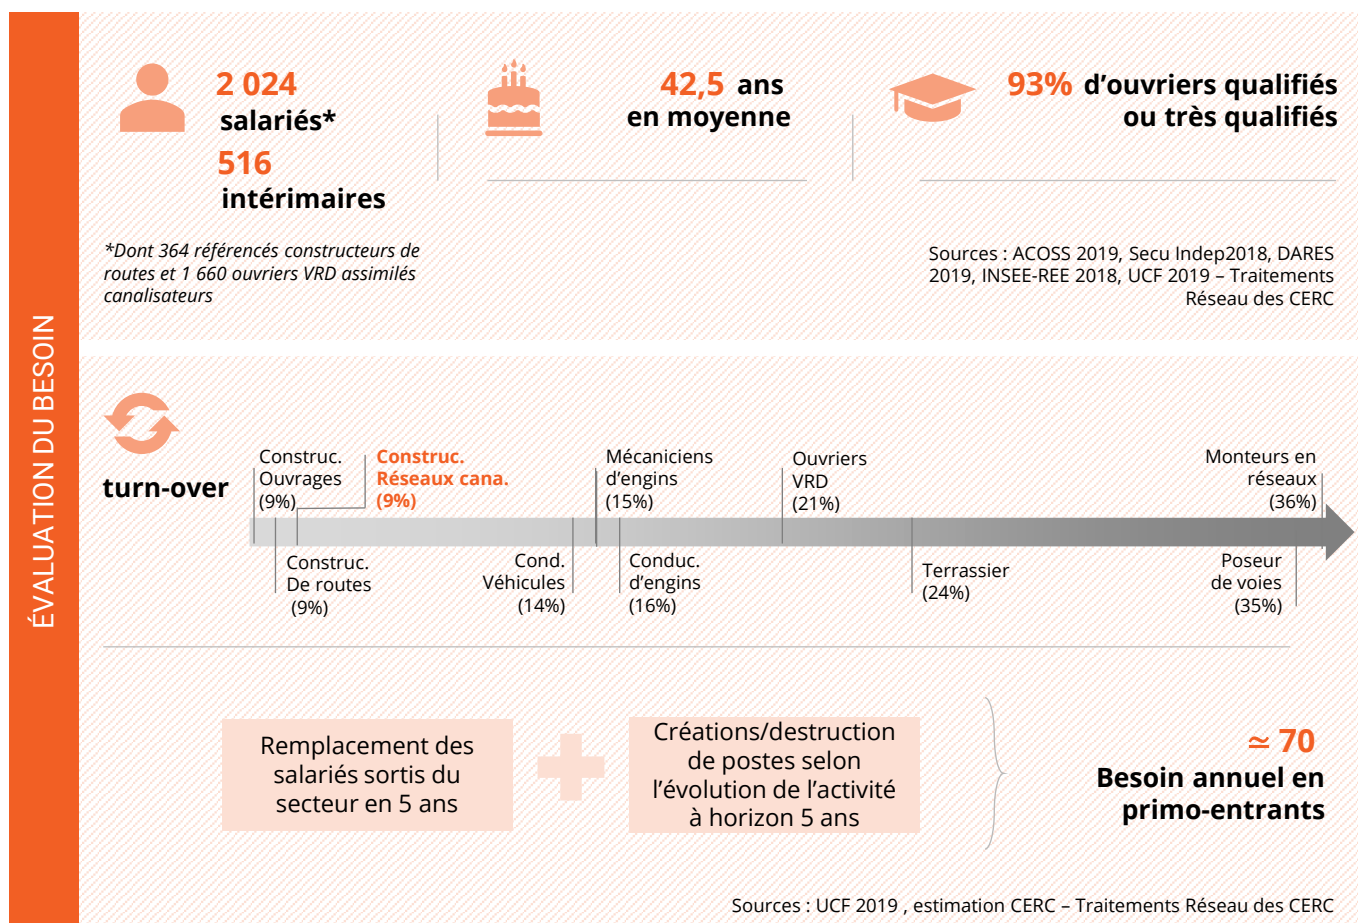 ÉVALUATION DU BESOIN
2 024
salariés*
516
intérimaires
42,5 ans
en moyenne
93% d'ouvriers qualifiés
ou très qualifiés
*Dont 364 référencés constructeurs de
routes et 1 660 ouvriers VRD assimilés
canalisateurs
Sources : ACOSS 2019, Secu Indep2018, DARES
2019, INSEE-REE 2018, UCF 2019 – Traitements
Réseau des CERC
turn-over
Construc.
Ouvrages
(9%)
Construc.
Réseaux cana.
(9%)
Mécaniciens
d'engins
(15%)
Ouvriers
VRD
(21%)
Monteurs en
réseaux
(36%)
Construc.
De routes
(9%)
Cond.
Véhicules
(14%)
Conduc.
d'engins
(16%)
Terrassier
(24%)
Poseur
de voies
(35%)
Remplacement des
salariés sortis du
secteur en 5 ans
Créations/destruction
de postes selon
l'évolution de l'activité
à horizon 5 ans
≃ 70
Besoin annuel en
primo-entrants
Sources : UCF 2019 , estimation CERC – Traitements Réseau des CERC